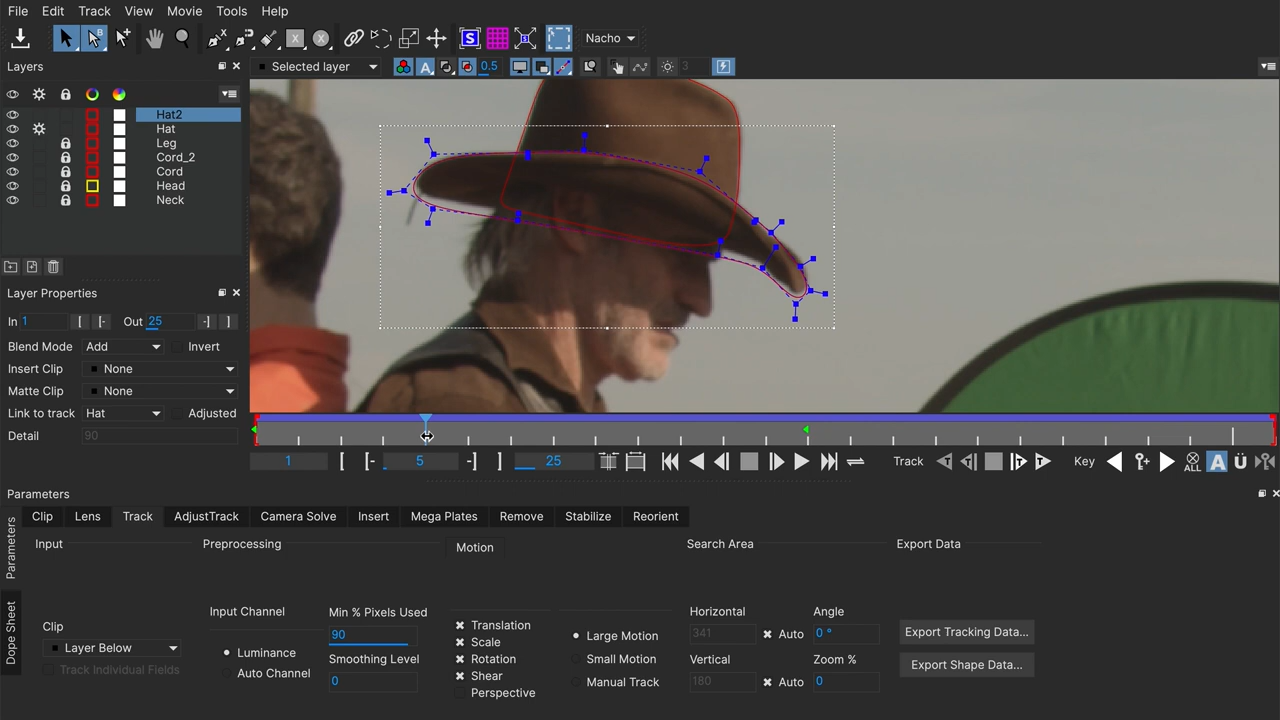 File Edit Track View Movie Tools Help
Nacho
Layers
Selected layer
0.5
3
Hat2
Hat
Leg
Cord_2
Cord
Head
Neck
Layer Properties
In 1 Out 25
Blend Mode Add Invert
Insert Clip None
Matte Clip None
Link to track Hat Adjusted
Detail 90
1 5 25 Track Key ALL A
Parameters
Parameters
Dope Sheet
Clip Lens Track AdjustTrack Camera Solve Insert Mega Plates Remove Stabilize Reorient
Input Preprocessing Motion Search Area Export Data
Input Channel Min % Pixels Used Horizontal Angle
Clip 90 Translation Large Motion 341 Auto 0 ° Export Tracking Data...
Layer Below Luminance Smoothing Level Scale Small Motion Vertical Zoom % Export Shape Data...
Track Individual Fields Auto Channel 0 Rotation Manual Track 180 Auto 0
Shear
Perspective